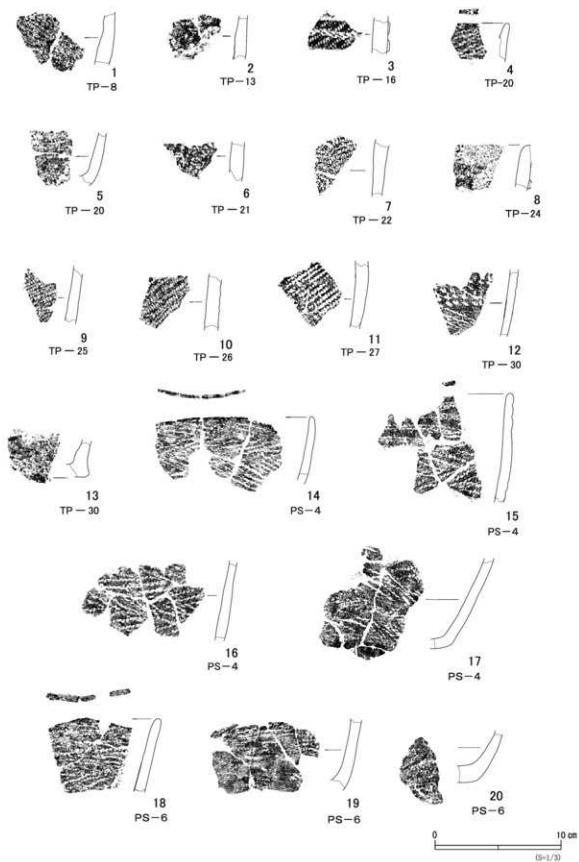 1
TP-8
2
TP-13
3
TP-16
4
TP-20
5
TP-20
6
TP-21
7
TP-22
8
TP-24
9
TP-25
10
TP-26
11
TP-27
12
TP-30
13
TP-30
14
PS-4
15
PS-4
16
PS-4
17
PS-4
18
PS-6
19
PS-6
20
PS-6
0 10 cm
(S=1/3)